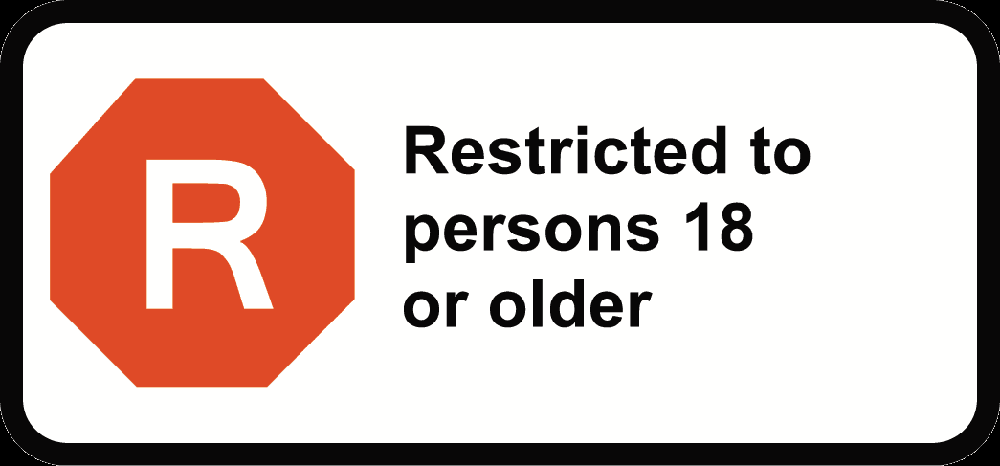 R
Restricted to
persons 18
or older